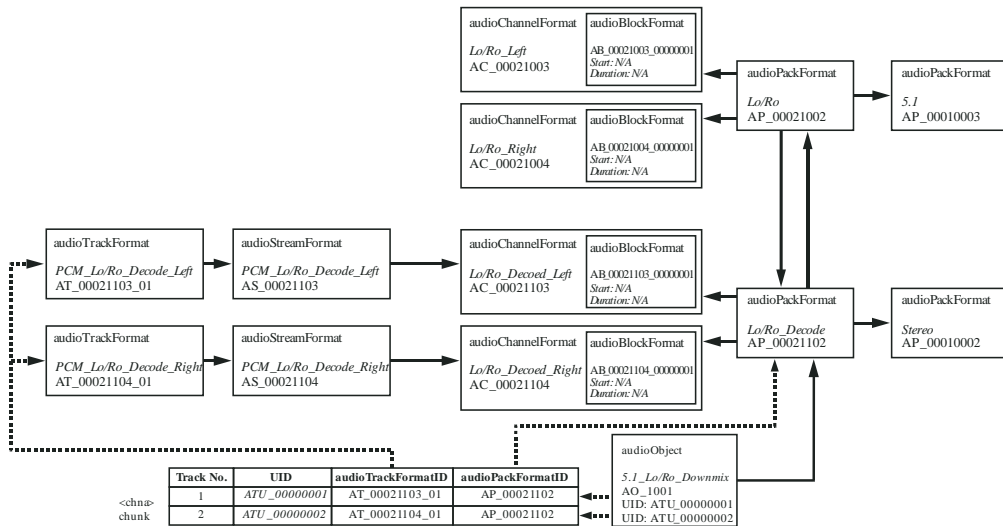 audioChannelFormat
Lo/Ro_Left
AC_00021003
audioBlockFormat
AB_00021003_00000001
Start: N/A
Duration: N/A
audioChannelFormat
Lo/Ro_Right
AC_00021004
audioBlockFormat
AB_00021004_00000001
Start: N/A
Duration: N/A
audioPackFormat
Lo/Ro
AP_00021002
audioPackFormat
5.1
AP_00010003
audioTrackFormat
PCM_Lo/Ro_Decode_Left
AT_00021103_01
audioStreamFormat
PCM_Lo/Ro_Decode_Left
AS_00021103
audioChannelFormat
Lo/Ro_Decoed_Left
AC_00021103
audioBlockFormat
AB_00021103_00000001
Start: N/A
Duration: N/A
audioTrackFormat
PCM_Lo/Ro_Decode_Right
AT_00021104_01
audioStreamFormat
PCM_Lo/Ro_Decode_Right
AS_00021104
audioChannelFormat
Lo/Ro_Decoed_Right
AC_00021104
audioBlockFormat
AB_00021104_00000001
Start: N/A
Duration: N/A
audioPackFormat
Lo/Ro_Decode
AP_00021102
audioPackFormat
Stereo
AP_00010002
audioObject
5.1_Lo/Ro_Downmix
AO_1001
UID: ATU_00000001
UID: ATU_00000002
<chna>
chunk
Track No. UID audioTrackFormatID audioPackFormatID
1 ATU_00000001 AT_00021103_01 AP_00021102
2 ATU_00000002 AT_00021104_01 AP_00021102